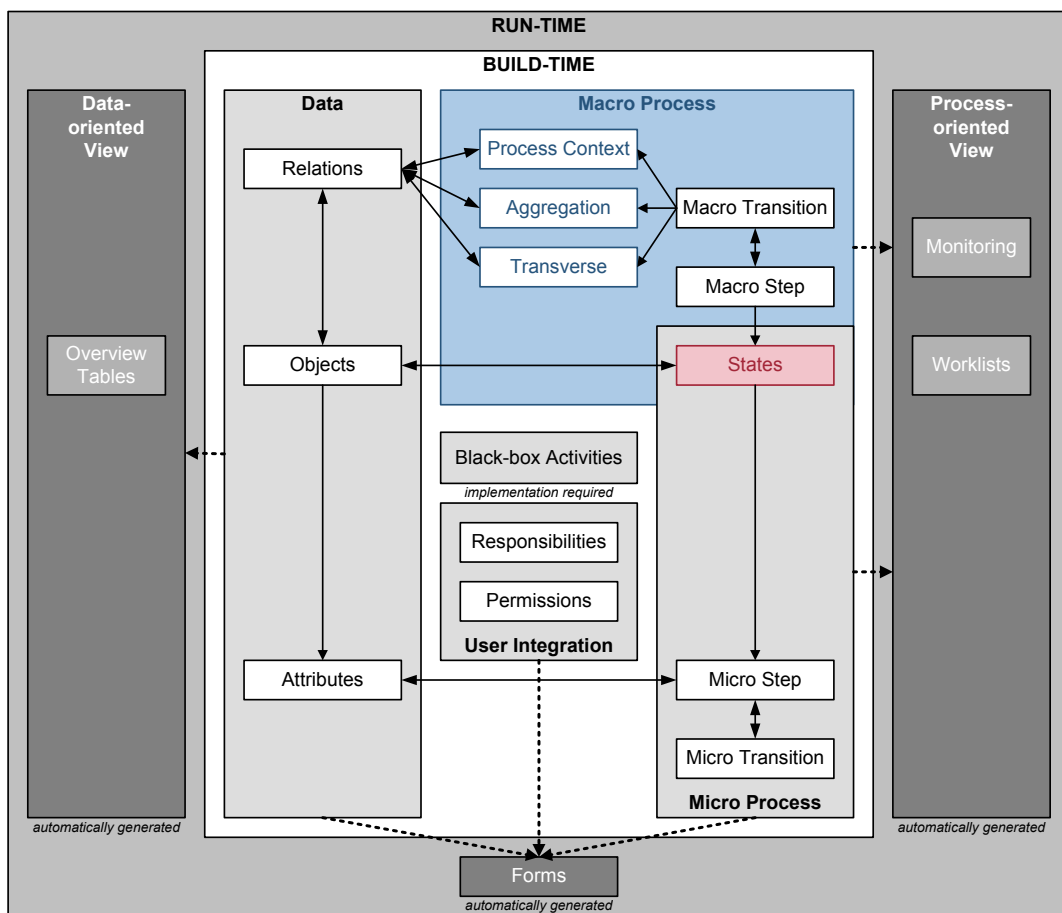 RUN-TIME
BUILD-TIME
Data-
oriented
View
Data
Macro Process
Process-
oriented
View
Relations
Process Context
Aggregation
Macro Transition
Transverse
Monitoring
Macro Step
Overview
Tables
Objects
States
Worklists
Black-box Activities
implementation required
Responsibilities
Permissions
User Integration
Attributes
Micro Step
Micro Transition
Micro Process
automatically generated
automatically generated
Forms
automatically generated